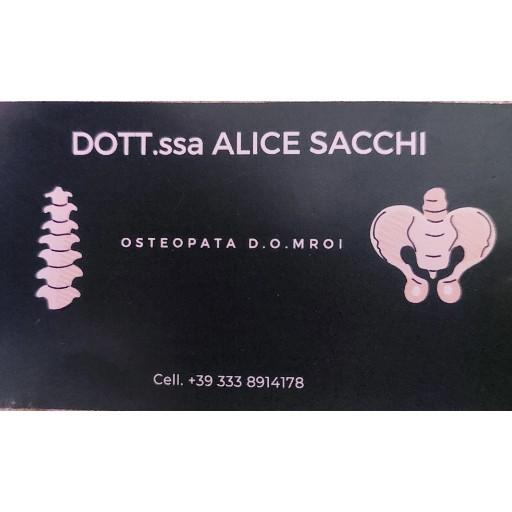 DOTT.ssa ALICE SACCHI
OSTEOPATA D.O.MROI
Cell. +39 333 8914178